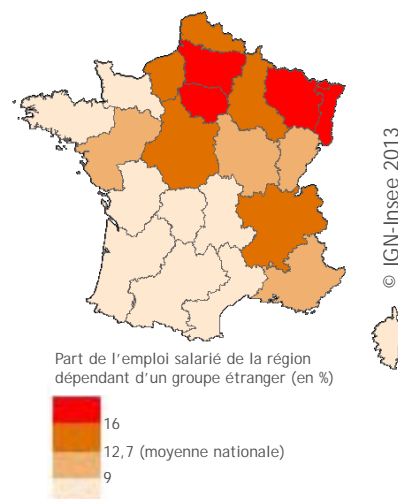 © IGN-Insee 2013
Part de l'emploi salarié de la région
dépendant d'un groupe étranger (en %)
16
12,7 (moyenne nationale)
9